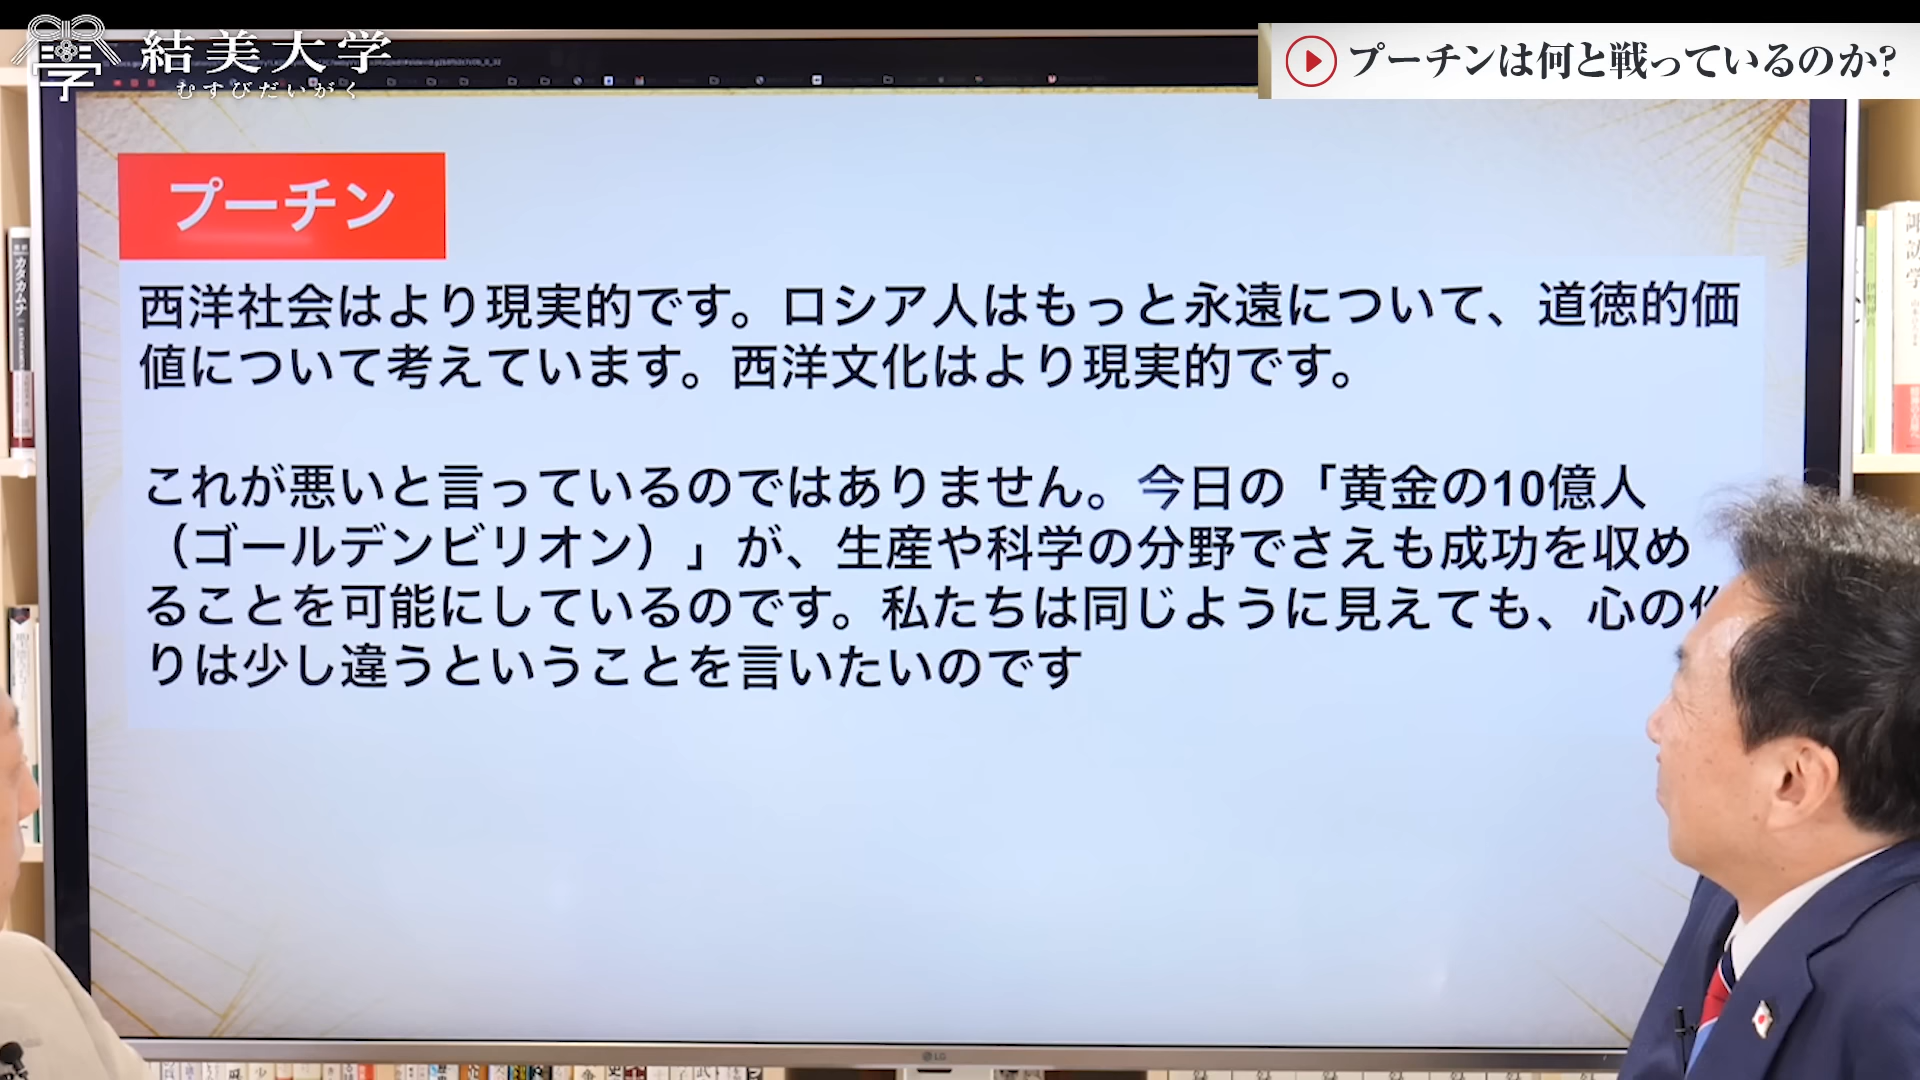 結美大学
むすびだいがく
プーチンは何と戦っているのか?
プーチン
西洋社会はより現実的です。ロシア人はもっと永遠について、道徳的価
値について考えています。西洋文化はより現実的です。
これが悪いと言っているのではありません。今日の「黄金の10億人
（ゴールデンビリオン）」が、生産や科学の分野でさえも成功を収め
ることを可能にしているのです。私たちは同じように見えても、心の
りは少し違うということを言いたいのです
カタカムナ
LG